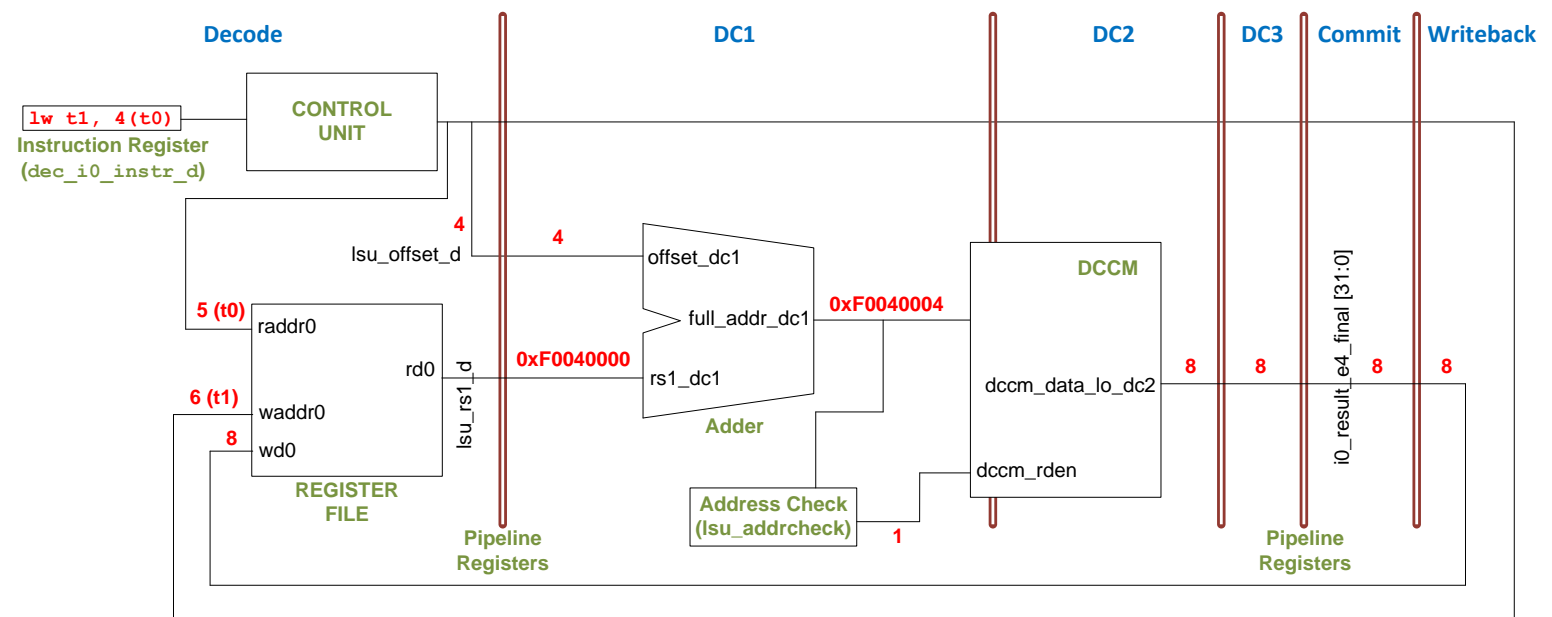 Decode
DC1
DC2
DC3
Commit
Writeback
lw t1, 4(t0)
Instruction Register
(dec_i0_instr_d)
CONTROL
UNIT
4
lsu_offset_d
4
offset_dc1
full_addr_dc1
rs1_dc1
Adder
0xF0040004
5 (t0)
raddr0
rd0
lsu_rs1_d
0xF0040000
6 (t1)
waddr0
8
wd0
REGISTER
FILE
Pipeline
Registers
Address Check
(lsu_addrcheck)
1
DCCM
dccm_data_lo_dc2
dccm_rden
8
8
i0_result_e4_final [31:0]
8
8
Pipeline
Registers